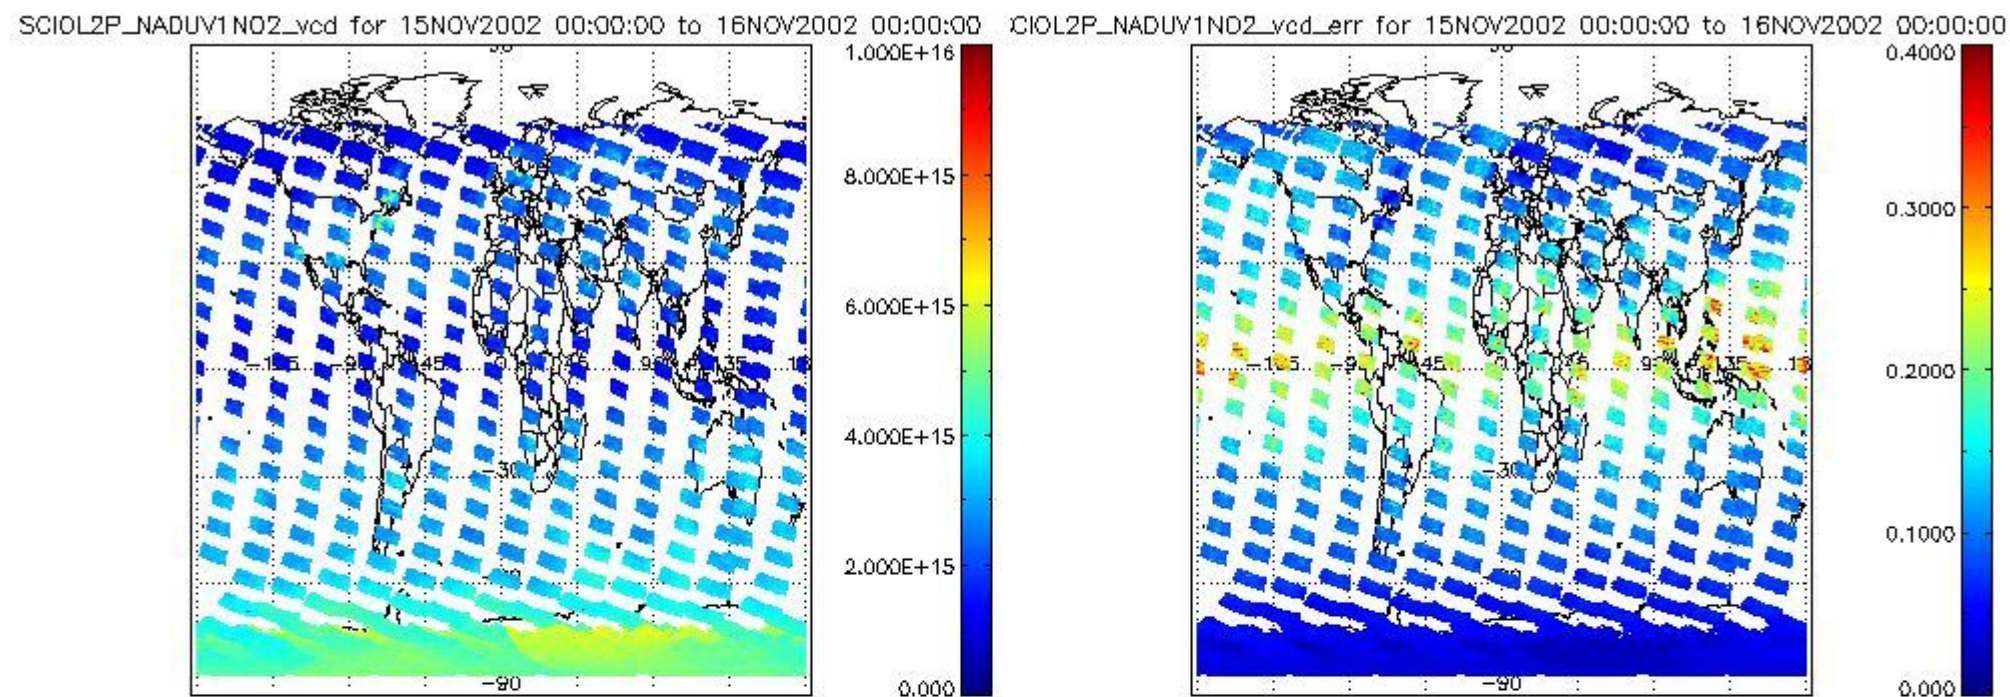 SCIOL2P_NADUV1NO2_vcd for 15NOV2002 00:00:00 to 16NOV2002 00:00:00
1.000E+16
8.000E+15
6.000E+15
4.000E+15
2.000E+15
0.000
45
-30
-90
CIOL2P_NADUV1NO2_vcd_err for 15NOV2002 00:00:00 to 16NOV2002 00:00:00
0.4000
0.3000
0.2000
0.1000
0.000
45
-30
-90